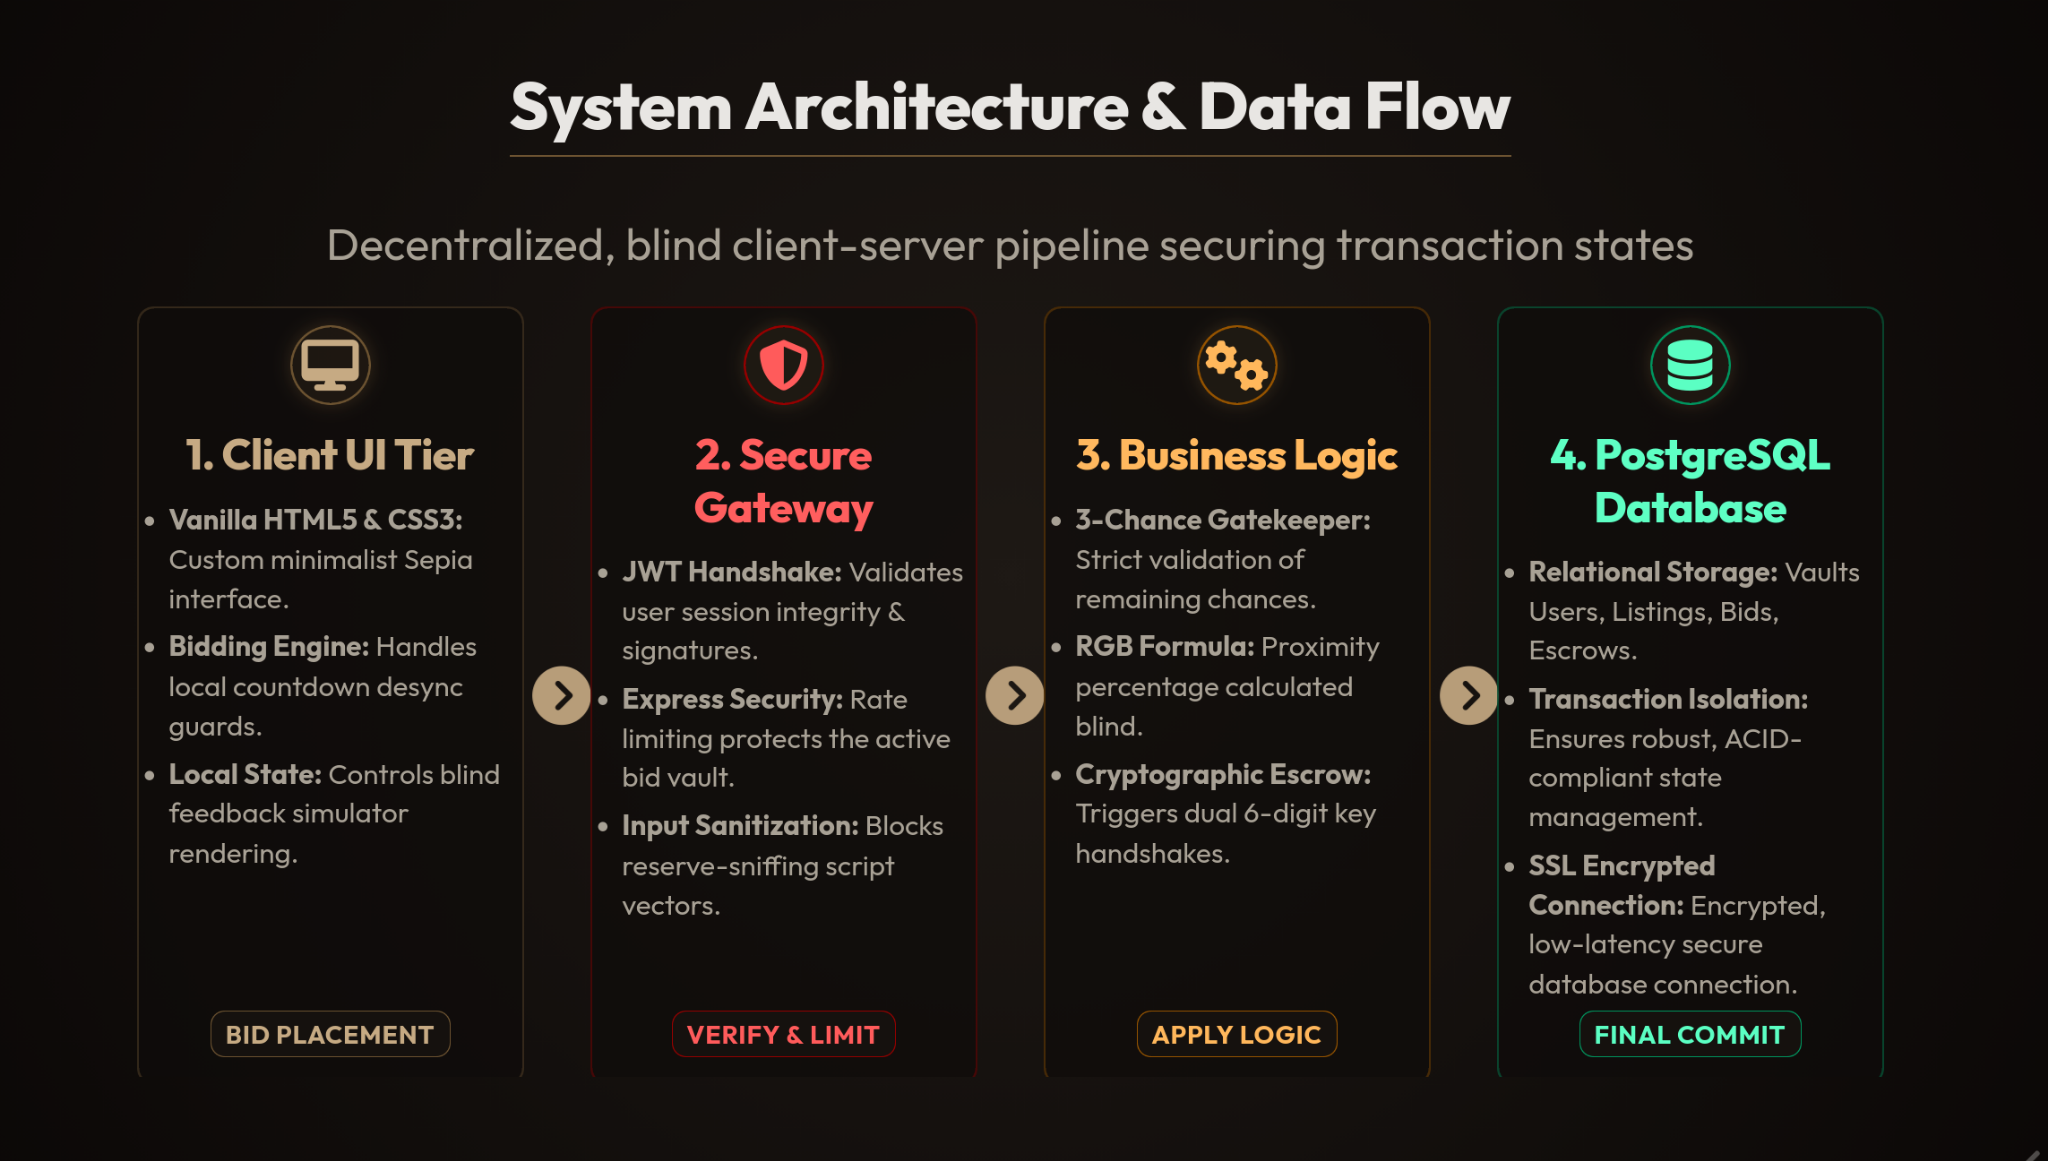 System Architecture & Data Flow
Decentralized, blind client-server pipeline securing transaction states
1. Client UI Tier
Vanilla HTML5 & CSS3:
Custom minimalist Sepia
interface.
Bidding Engine: Handles
local countdown desync
guards.
Local State: Controls blind
feedback simulator
rendering.
BID PLACEMENT
2. Secure
Gateway
JWT Handshake: Validates
user session integrity &
signatures.
Express Security: Rate
limiting protects the active
bid vault.
Input Sanitization: Blocks
reserve-sniffing script
vectors.
VERIFY & LIMIT
3. Business Logic
3-Chance Gatekeeper:
Strict validation of
remaining chances.
RGB Formula: Proximity
percentage calculated
blind.
Cryptographic Escrow:
Triggers dual 6-digit key
handshakes.
APPLY LOGIC
4. PostgreSQL
Database
Relational Storage: Vaults
Users, Listings, Bids,
Escrows.
Transaction Isolation:
Ensures robust, ACID-
compliant state
management.
SSL Encrypted
Connection: Encrypted,
low-latency secure
database connection.
FINAL COMMIT